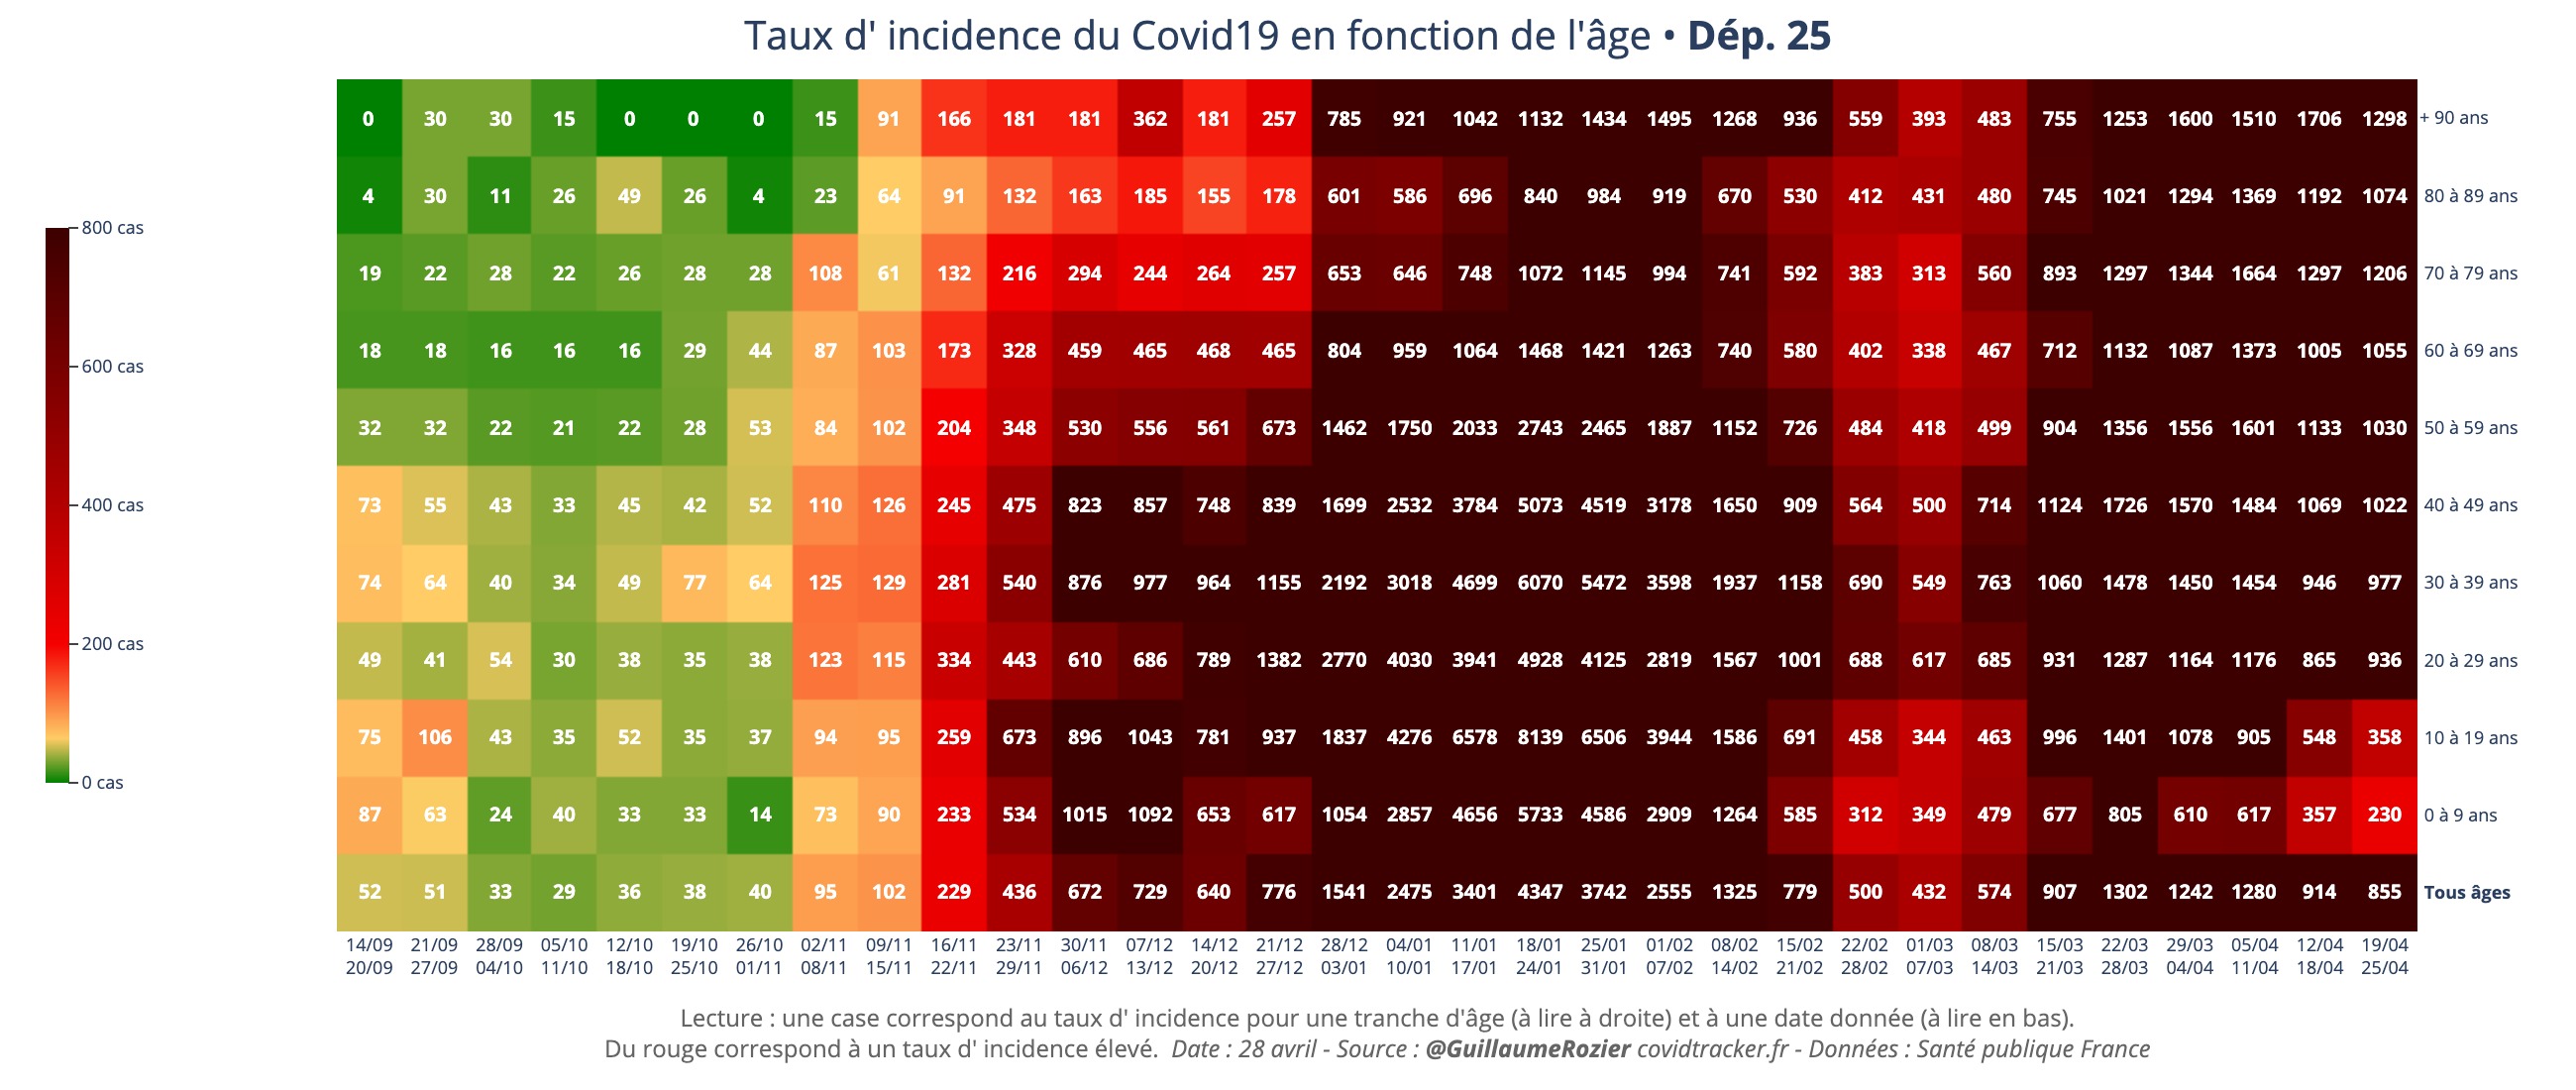 Taux d' incidence du Covid19 en fonction de l'âge • Dép. 25
800 cas
600 cas
400 cas
200 cas
0 cas
0 30 30 15 0 0 0 15 91 166 181 181 362 181 257 785 921 1042 1132 1434 1495 1268 936 559 393 483 755 1253 1600 1510 1706 1298 + 90 ans
4 30 11 26 49 26 4 23 64 91 132 163 185 155 178 601 586 696 840 984 919 670 530 412 431 480 745 1021 1294 1369 1192 1074 80 à 89 ans
19 22 28 22 26 28 28 108 61 132 216 294 244 264 257 653 646 748 1072 1145 994 741 592 383 313 560 893 1297 1344 1664 1297 1206 70 à 79 ans
18 18 16 16 16 29 44 87 103 173 328 459 465 468 465 804 959 1064 1468 1421 1263 740 580 402 338 467 712 1132 1087 1373 1005 1055 60 à 69 ans
32 32 22 21 22 28 53 84 102 204 348 530 556 561 673 1462 1750 2033 2743 2465 1887 1152 726 484 418 499 904 1356 1556 1601 1133 1030 50 à 59 ans
73 55 43 33 45 42 52 110 126 245 475 823 857 748 839 1699 2532 3784 5073 4519 3178 1650 909 564 500 714 1124 1726 1570 1484 1069 1022 40 à 49 ans
74 64 40 34 49 77 64 125 129 281 540 876 977 964 1155 2192 3018 4699 6070 5472 3598 1937 1158 690 549 763 1060 1478 1450 1454 946 977 30 à 39 ans
49 41 54 30 38 35 38 123 115 334 443 610 686 789 1382 2770 4030 3941 4928 4125 2819 1567 1001 688 617 685 931 1287 1164 1176 865 936 20 à 29 ans
75 106 43 35 52 35 37 94 95 259 673 896 1043 781 937 1837 4276 6578 8139 6506 3944 1586 691 458 344 463 996 1401 1078 905 548 358 10 à 19 ans
87 63 24 40 33 33 14 73 90 233 534 1015 1092 653 617 1054 2857 4656 5733 4586 2909 1264 585 312 349 479 677 805 610 617 357 230 0 à 9 ans
52 51 33 29 36 38 40 95 102 229 436 672 729 640 776 1541 2475 3401 4347 3742 2555 1325 779 500 432 574 907 1302 1242 1280 914 855 Tous âges
14/09 21/09 28/09 05/10 12/10 19/10 26/10 02/11 09/11 16/11 23/11 30/11 07/12 14/12 21/12 28/12 04/01 11/01 18/01 25/01 01/02 08/02 15/02 22/02 01/03 08/03 15/03 22/03 29/03 05/04 12/04 19/04
20/09 27/09 04/10 11/10 18/10 25/10 01/11 08/11 15/11 22/11 29/11 06/12 13/12 20/12 27/12 03/01 10/01 17/01 24/01 31/01 07/02 14/02 21/02 28/02 07/03 14/03 21/03 28/03 04/04 11/04 18/04 25/04
Lecture : une case correspond au taux d' incidence pour une tranche d'âge (à lire à droite) et à une date donnée (à lire en bas).
Du rouge correspond à un taux d' incidence élevé. Date : 28 avril - Source : @GuillaumeRozier covidtracker.fr - Données : Santé publique France